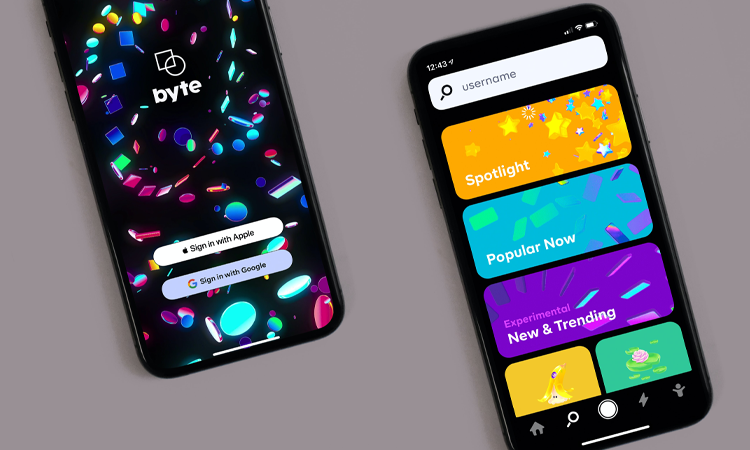 byte
Sign in with Apple
Sign in with Google
12:43
username
Spotlight
Popular Now
Experimental
New & Trending